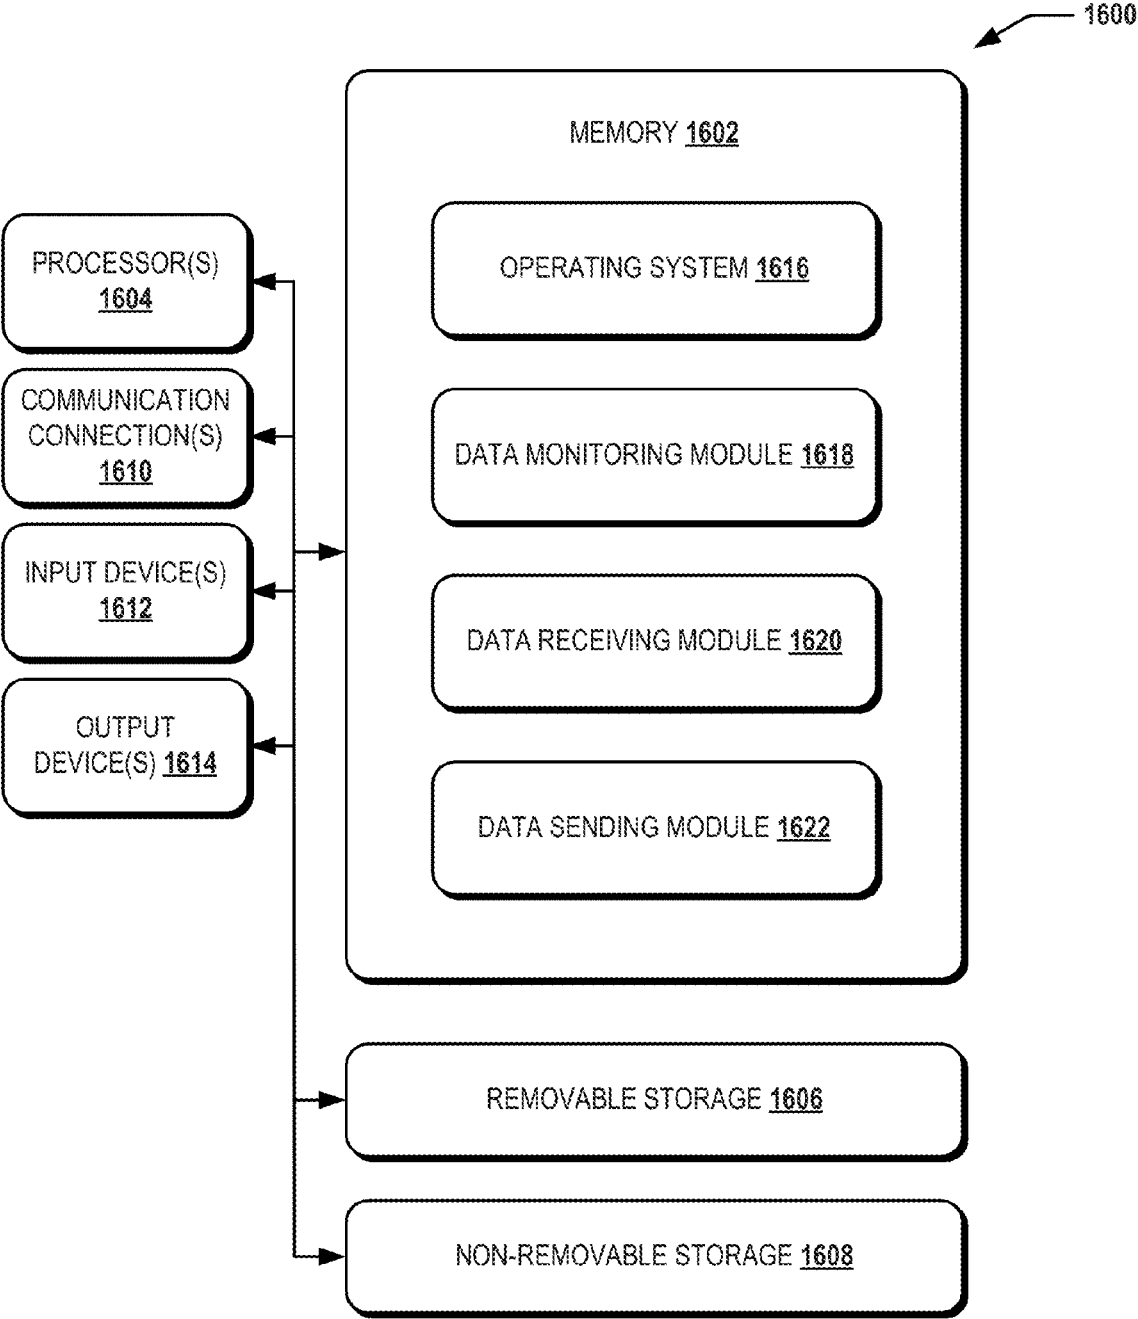 1600
MEMORY 1602
OPERATING SYSTEM 1616
DATA MONITORING MODULE 1618
DATA RECEIVING MODULE 1620
DATA SENDING MODULE 1622
PROCESSOR(S)
1604
COMMUNICATION
CONNECTION(S)
1610
INPUT DEVICE(S)
1612
OUTPUT
DEVICE(S) 1614
REMOVABLE STORAGE 1606
NON-REMOVABLE STORAGE 1608